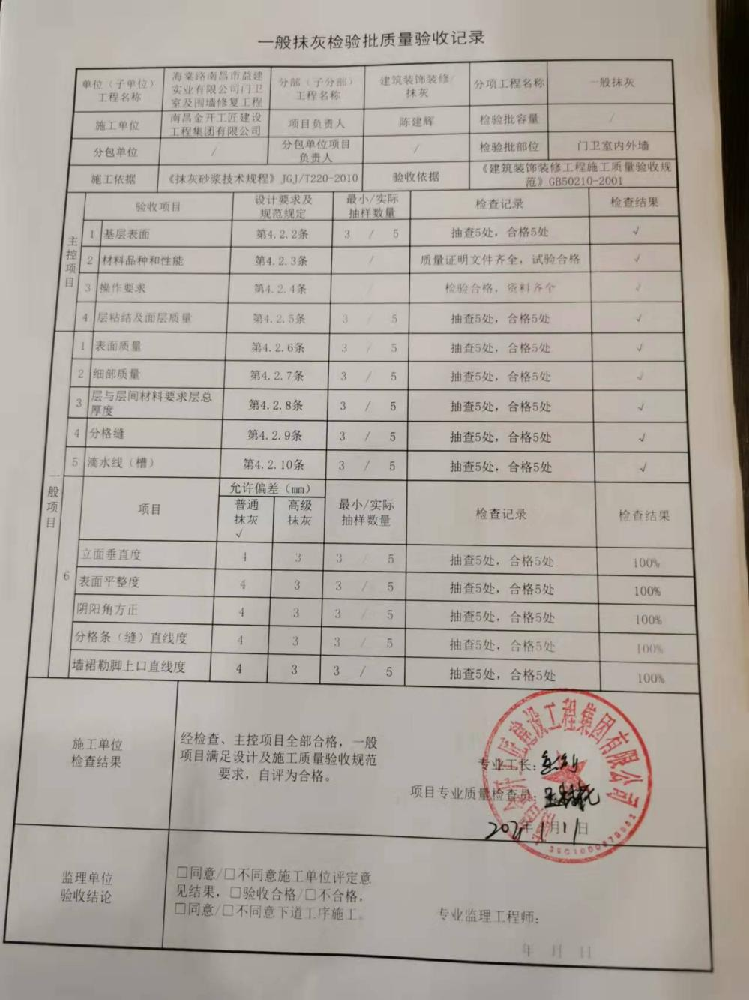 一般抹灰检验批质量验收记录
单位（子单位）
工程名称
海棠路南昌市益建
实业有限公司门卫
室及围墙修复工程
分部（子分部）
工程名称
建筑装饰装修/
抹灰
分项工程名称
一般抹灰
施工单位
南昌金开工匠建设
工程集团有限公司
项目负责人
陈建辉
检验批容量
/
分包单位
/
分包单位项目
负责人
/
检验批部位
门卫室内外墙
施工依据
《抹灰砂浆技术规程》JGJ/T220-2010
验收依据
《建筑装饰装修工程施工质量验收规
范》GB50210-2001
主控项目
验收项目
设计要求及
规范规定
最小/实际
抽样数量
检查记录
检查结果
1 基层表面 第4.2.2条 3 / 5 抽查5处，合格5处 √
2 材料品种和性能 第4.2.3条 / 质量证明文件齐全，试验合格 √
3 操作要求 第4.2.4条 / 检验合格，资料齐全 √
4 层粘结及面层质量 第4.2.5条 3 / 5 抽查5处，合格5处 √
一般项目
1 表面质量 第4.2.6条 3 / 5 抽查5处，合格5处 √
2 细部质量 第4.2.7条 3 / 5 抽查5处，合格5处 √
3 层与层间材料要求层总
厚度 第4.2.8条 3 / 5 抽查5处，合格5处 √
4 分格缝 第4.2.9条 3 / 5 抽查5处，合格5处 √
5 滴水线（槽） 第4.2.10条 3 / 5 抽查5处，合格5处 √
6
项目
允许偏差（mm）
普通
抹灰
√
高级
抹灰
最小/实际
抽样数量
检查记录
检查结果
立面垂直度 4 3 3 / 5 抽查5处，合格5处 100%
表面平整度 4 3 3 / 5 抽查5处，合格5处 100%
阴阳角方正 4 3 3 / 5 抽查5处，合格5处 100%
分格条（缝）直线度 4 3 3 / 5 抽查5处，合格5处 100%
墙裙勒脚上口直线度 4 3 3 / 5 抽查5处，合格5处 100%
施工单位
检查结果
经检查、主控项目全部合格，一般
项目满足设计及施工质量验收规范
要求，自评为合格。
专业工长：
项目专业质量检查员：
2021年1月11日
建设工程集团有限公司
监理单位
验收结论
□同意/□不同意施工单位评定意
见结果，□验收合格/□不合格，
□同意/□不同意下道工序施工。
专业监理工程师：
年 月 日